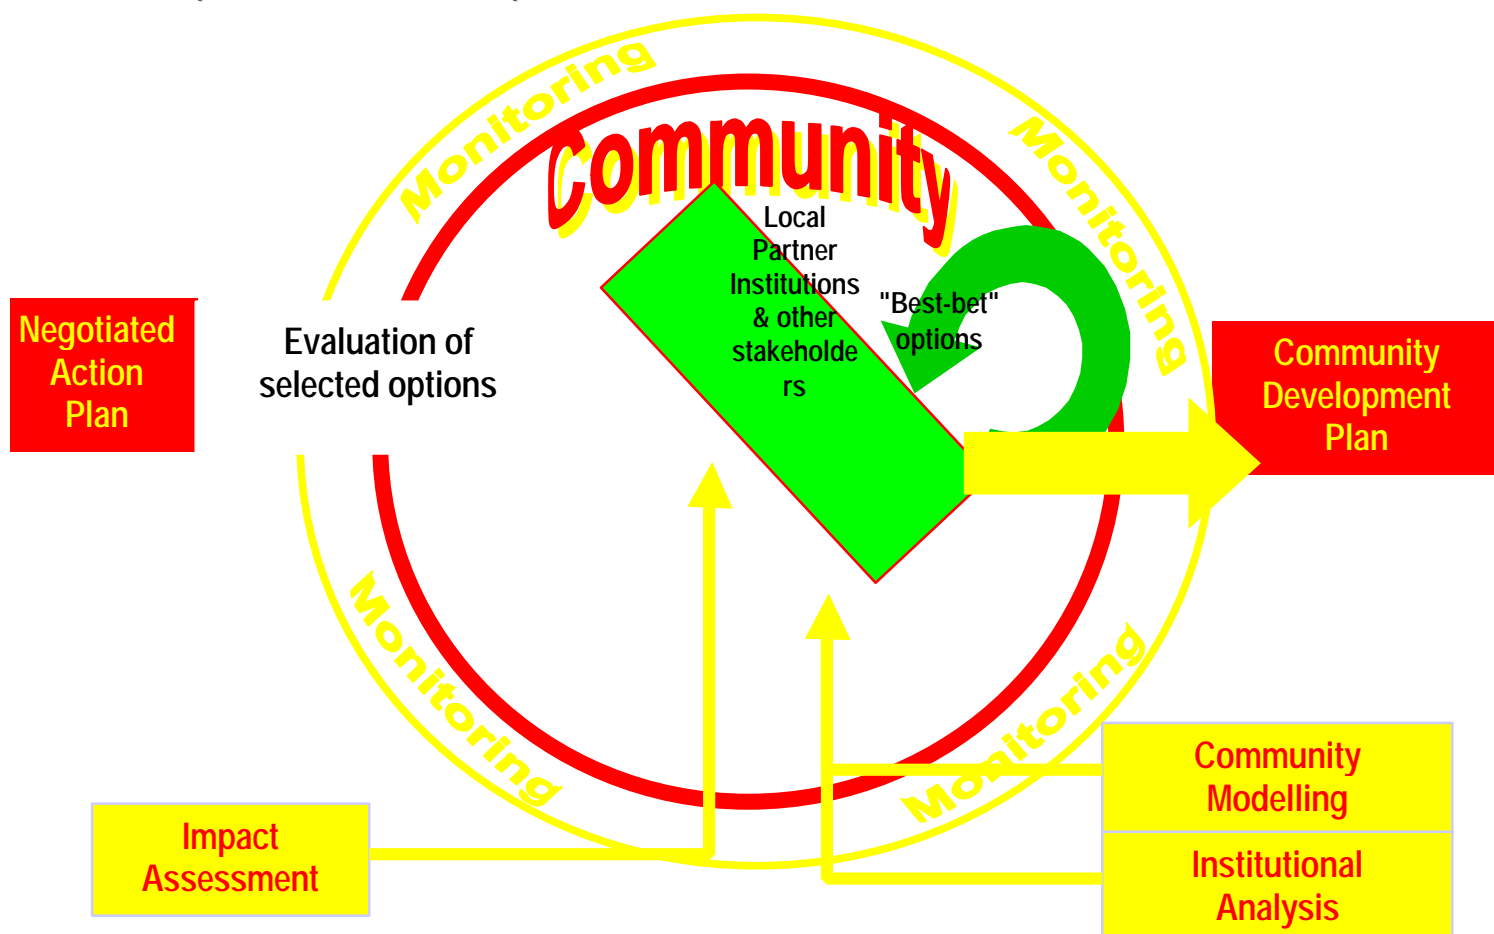 Monitoring
Monitoring
Community
Local
Partner
Institutions
& other
stakeholde
rs
"Best-bet"
options
Negotiated
Action
Plan
Evaluation of
selected options
Community
Development
Plan
Monitoring
Monitoring
Impact
Assessment
Community
Modelling
Institutional
Analysis